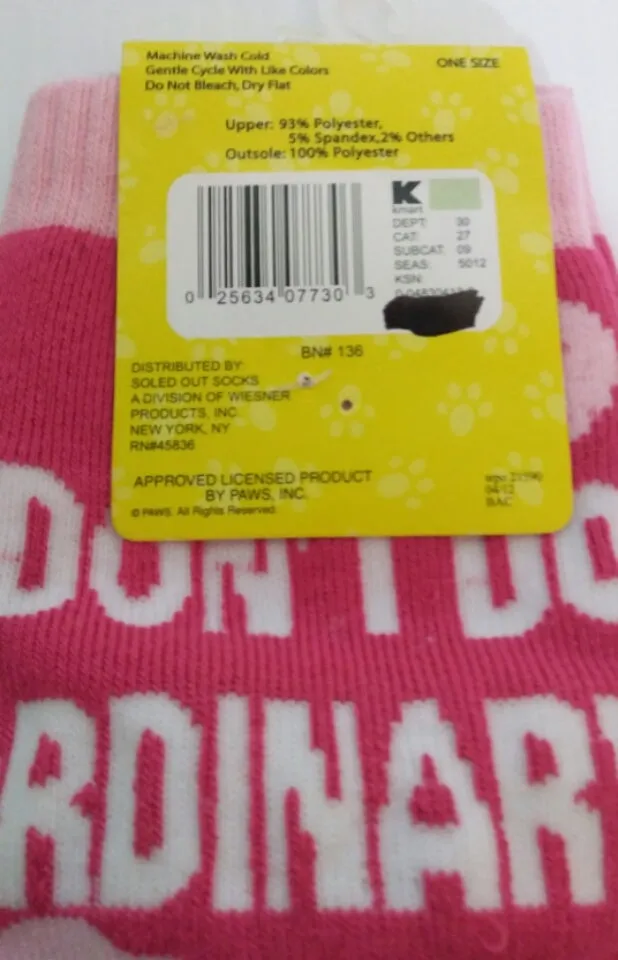 Machine Wash Cold
Gentle Cycle With Like Colors
Do Not Bleach, Dry Flat
ONE SIZE
Upper: 93% Polyester,
5% Spandex,2% Others
Outsole: 100% Polyester
K
kmart
DEPT: 30
CAT: 27
SUBCAT: 09
SEAS: 5012
KSN:
0 25634 07730 3
BN# 136
DISTRIBUTED BY
SOLED OUT SOCKS
A DIVISION OF WIESNER
PRODUCTS, INC
NEW YORK, NY
RN#45836
APPROVED LICENSED PRODUCT
BY PAWS, INC.
© PAWS. All Rights Reserved.
04/12
BAC
DON'T DO
ORDINARY